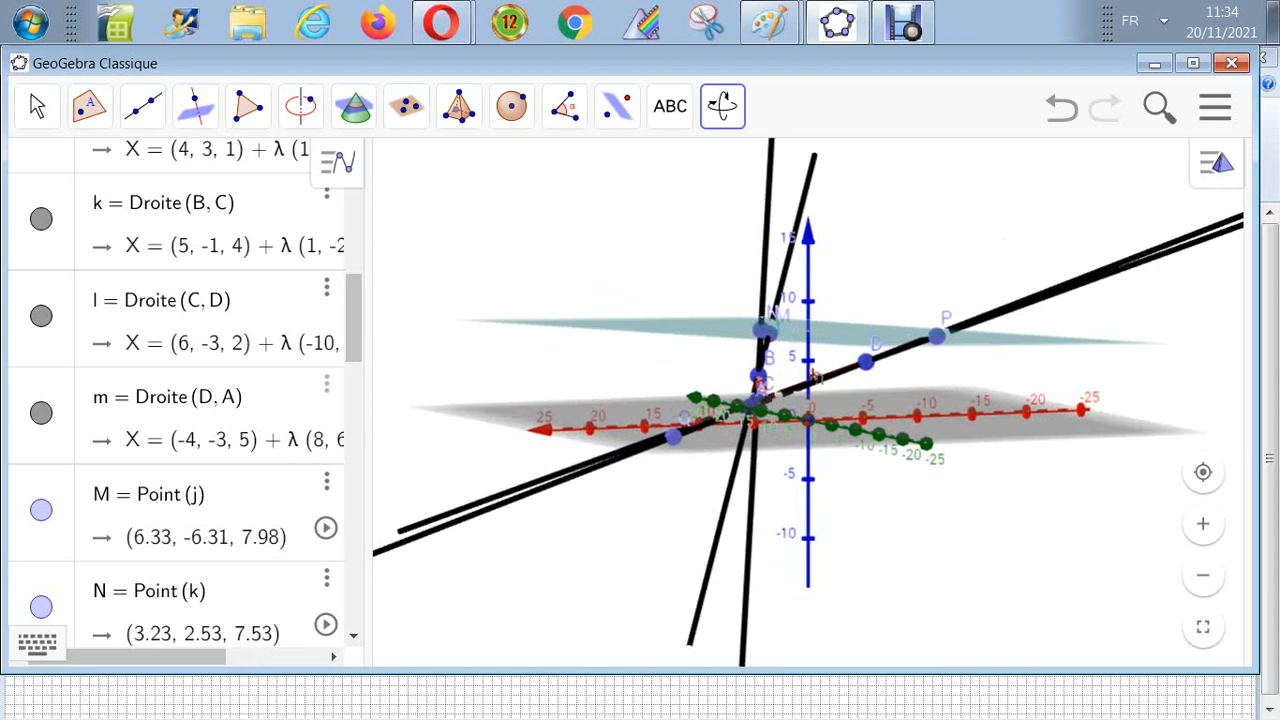 12
FR
11:34
20/11/2021
GeoGebra Classique
A
ABC
→ X = (4, 3, 1) + λ (1
k = Droite (B, C)
→ X = (5, -1, 4) + λ (1, -2
l = Droite (C, D)
→ X = (6, -3, 2) + λ (-10,
m = Droite (D, A)
→ X = (-4, -3, 5) + λ (8, 6
M = Point (j)
→ (6.33, -6.31, 7.98)
N = Point (k)
→ (3.23, 2.53, 7.53)
15
10
5
-5
-10
N
M
P
D
B
C
25
20
15
0
-5
-10
-15
-20
-25
-10
-15
-20
-25